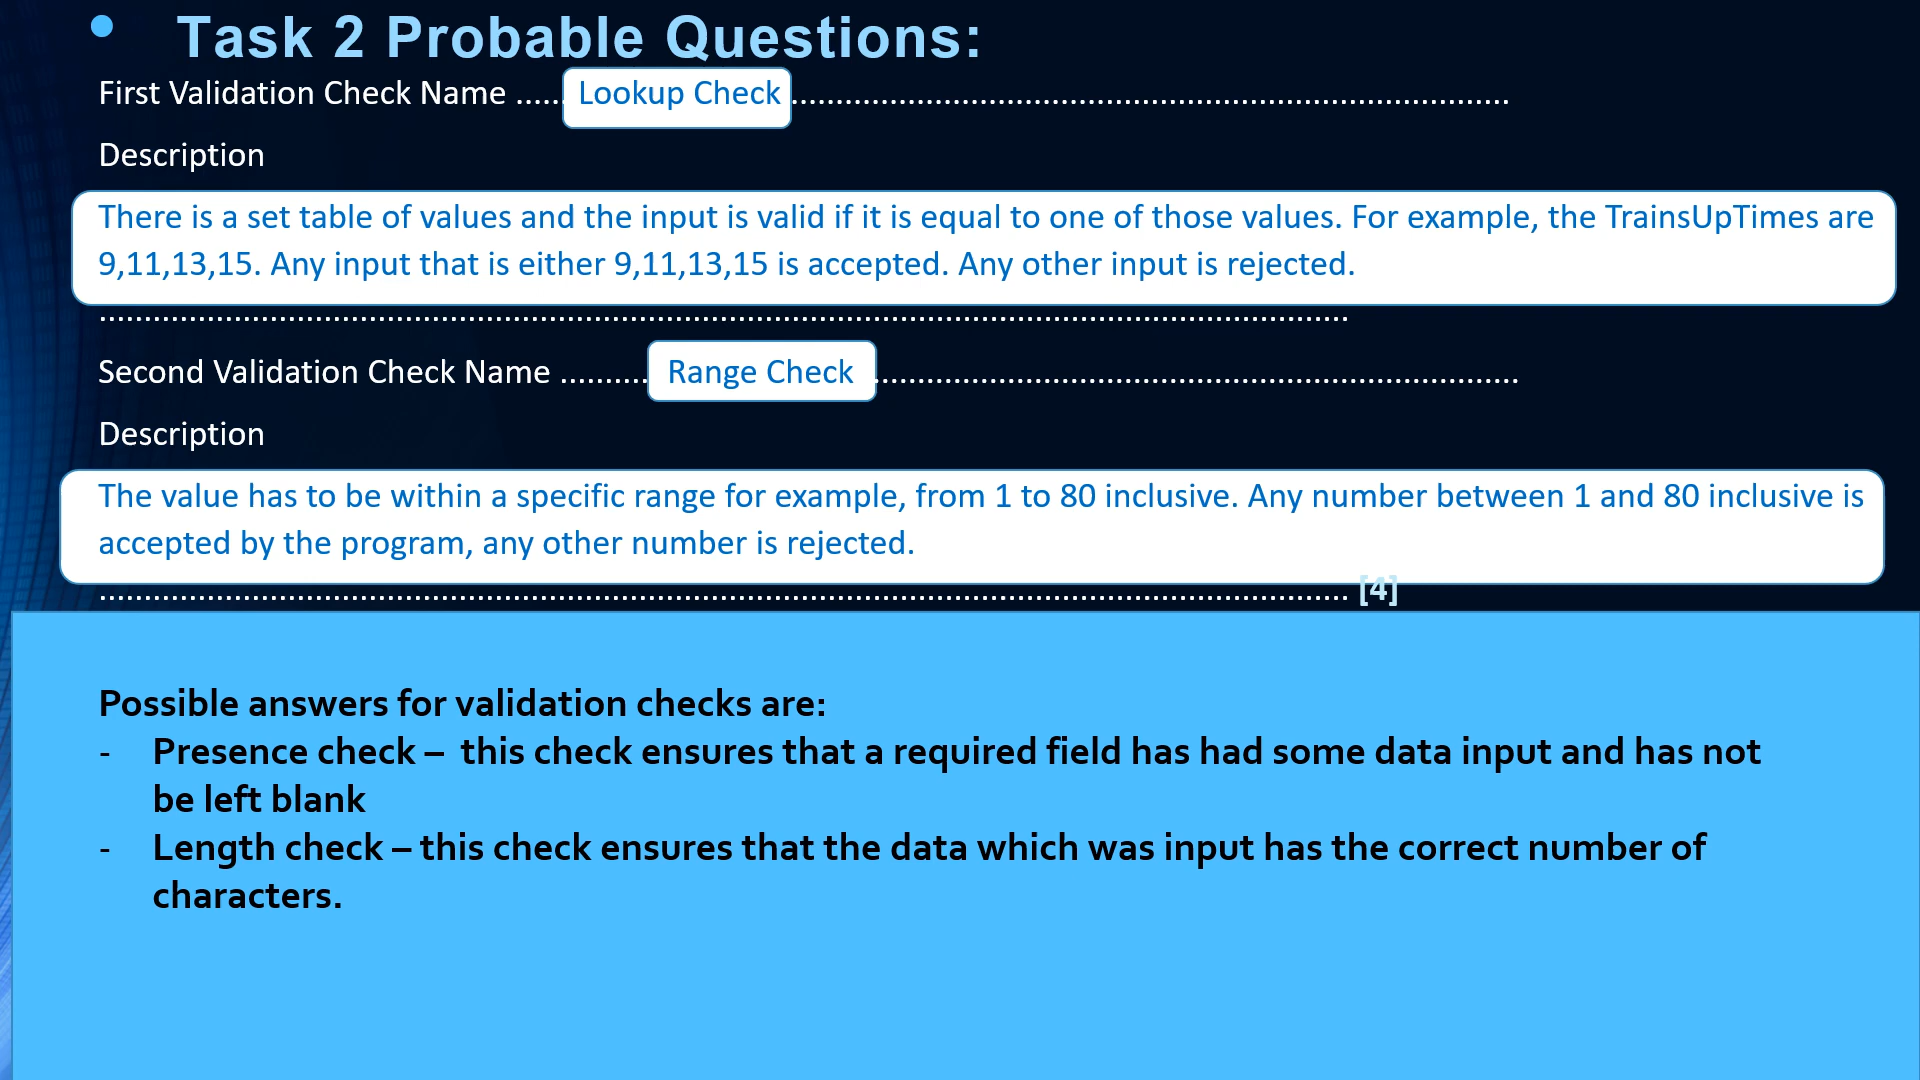 • Task 2 Probable Questions:
First Validation Check Name ..... Lookup Check ...............................................................................
Description
There is a set table of values and the input is valid if it is equal to one of those values. For example, the TrainsUpTimes are
9,11,13,15. Any input that is either 9,11,13,15 is accepted. Any other input is rejected.
..........................................................................................................................................
Second Validation Check Name .......... Range Check .......................................................................
Description
The value has to be within a specific range for example, from 1 to 80 inclusive. Any number between 1 and 80 inclusive is
accepted by the program, any other number is rejected.
.......................................................................................................................................... [4]
Possible answers for validation checks are:
- Presence check – this check ensures that a required field has had some data input and has not
be left blank
- Length check – this check ensures that the data which was input has the correct number of
characters.